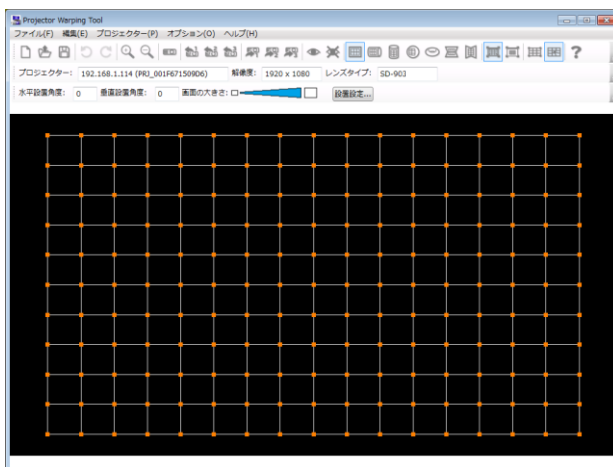 Projector Warping Tool
ファイル(F) 編集(E) プロジェクター(P) オプション(O) ヘルプ(H)
プロジェクター: 192.168.1.114 (PRJ_001F671509D6) 解像度: 1920 x 1080 レンズタイプ: SD-903
水平設置角度: 0 垂直設置角度: 0 画面の大きさ: 設置設定...